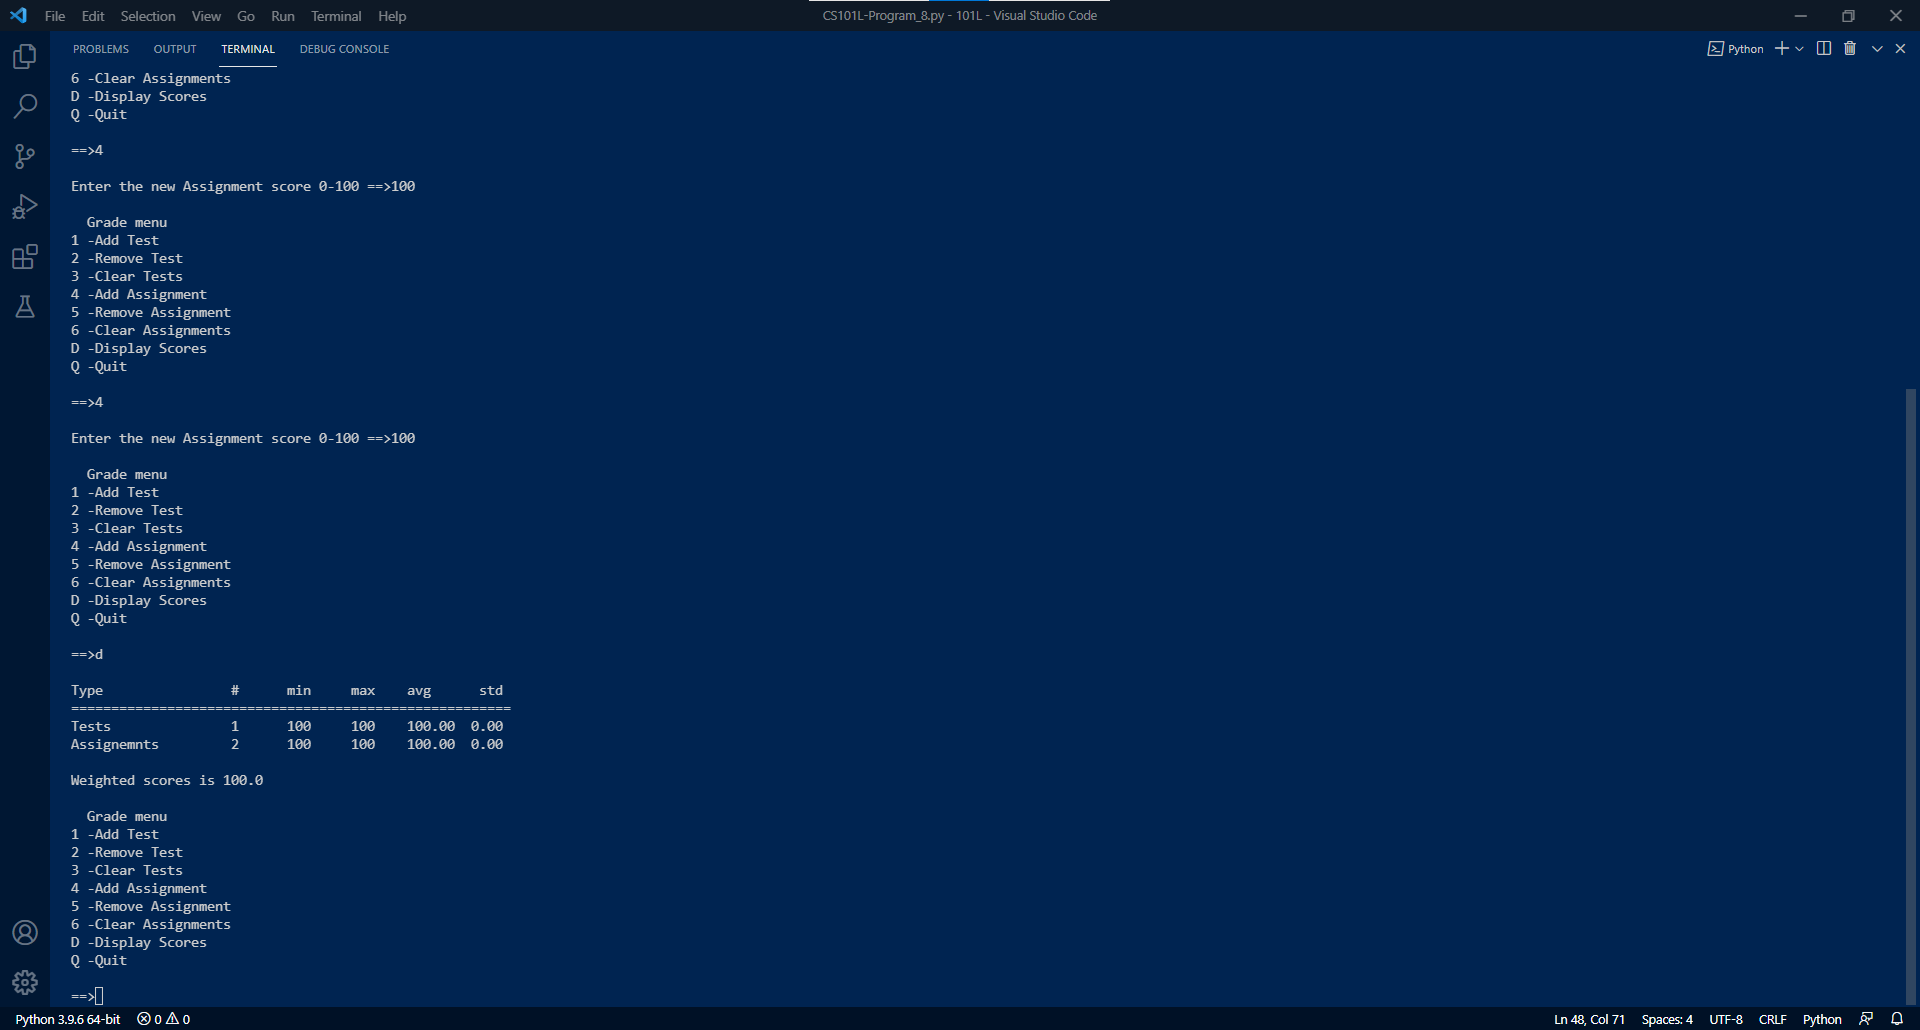 File Edit Selection View Go Run Terminal Help
CS101L-Program_8.py - 101L - Visual Studio Code
PROBLEMS OUTPUT TERMINAL DEBUG CONSOLE
Python
6 -Clear Assignments
D -Display Scores
Q -Quit
==>4
Enter the new Assignment score 0-100 ==>100
Grade menu
1 -Add Test
2 -Remove Test
3 -Clear Tests
4 -Add Assignment
5 -Remove Assignment
6 -Clear Assignments
D -Display Scores
Q -Quit
==>4
Enter the new Assignment score 0-100 ==>100
Grade menu
1 -Add Test
2 -Remove Test
3 -Clear Tests
4 -Add Assignment
5 -Remove Assignment
6 -Clear Assignments
D -Display Scores
Q -Quit
==>d
Type # min max avg std
=======================================================
Tests 1 100 100 100.00 0.00
Assignemnts 2 100 100 100.00 0.00
Weighted scores is 100.0
Grade menu
1 -Add Test
2 -Remove Test
3 -Clear Tests
4 -Add Assignment
5 -Remove Assignment
6 -Clear Assignments
D -Display Scores
Q -Quit
==>
Python 3.9.6 64-bit 0 0 Ln 48, Col 71 Spaces: 4 UTF-8 CRLF Python